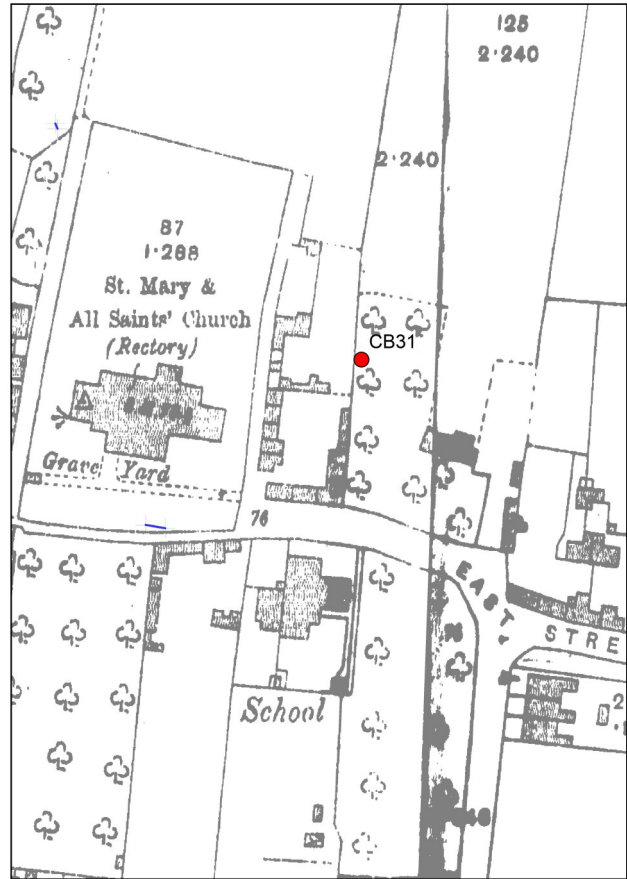 125
2·240
2·240
87
1·288
St. Mary &
All Saints' Church
(Rectory)
CB31
Grave Yard
76
EAST
STRE
School
2